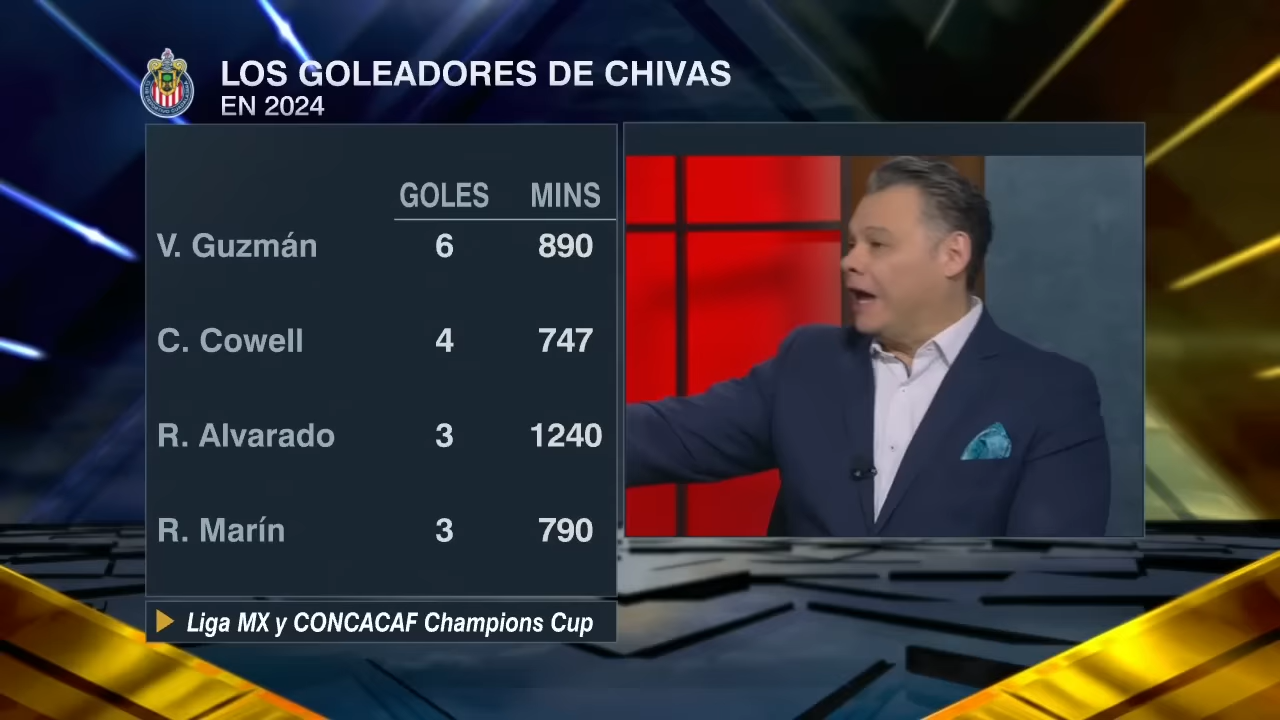 LOS GOLEADORES DE CHIVAS
EN 2024
GOLES MINS
V. Guzmán 6 890
C. Cowell 4 747
R. Alvarado 3 1240
R. Marín 3 790
Liga MX y CONCACAF Champions Cup